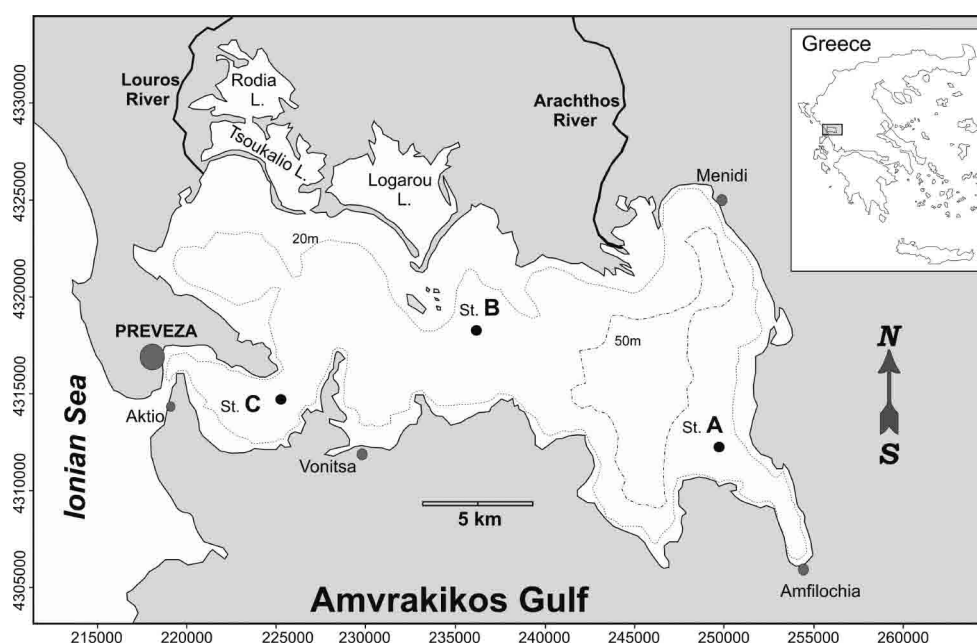 Greece
Louros
River
Rodia
L.
Tsoukalio L.
Logarou
L.
Arachthos
River
Menidi
20m
St. B
50m
PREVEZA
St. C
Aktio
St. A
Vonitsa
N
S
Ionian Sea
5 km
Amfilochia
Amvrakikos Gulf
4330000
4325000
4320000
4315000
4310000
4305000
215000 220000 225000 230000 235000 240000 245000 250000 255000 260000